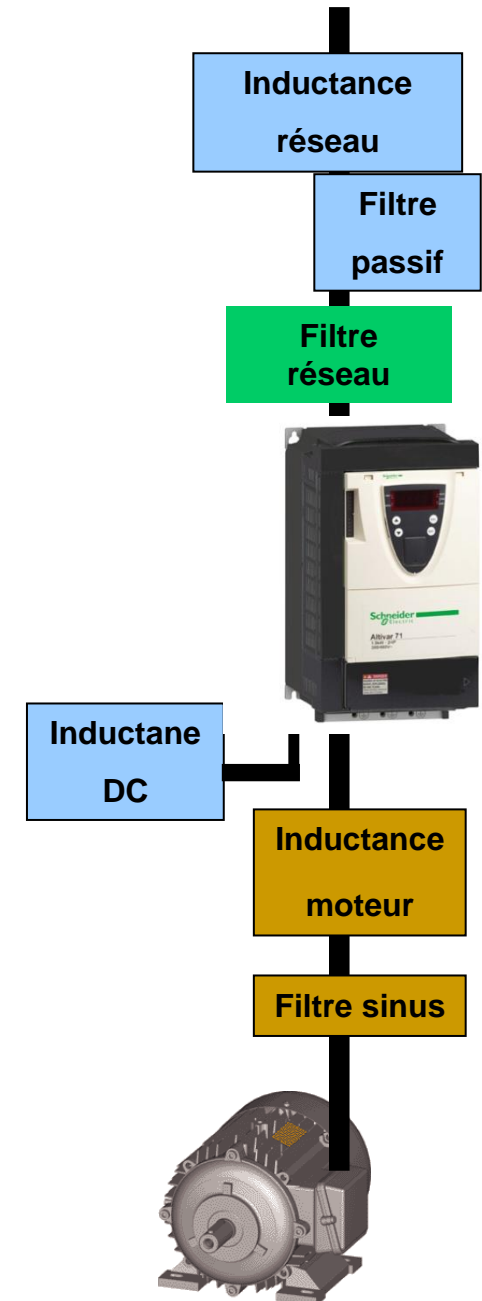 Inductance
réseau
Filtre
passif
Filtre
réseau
Schneider
Electric
Altivar 71
Inductane
DC
Inductance
moteur
Filtre sinus